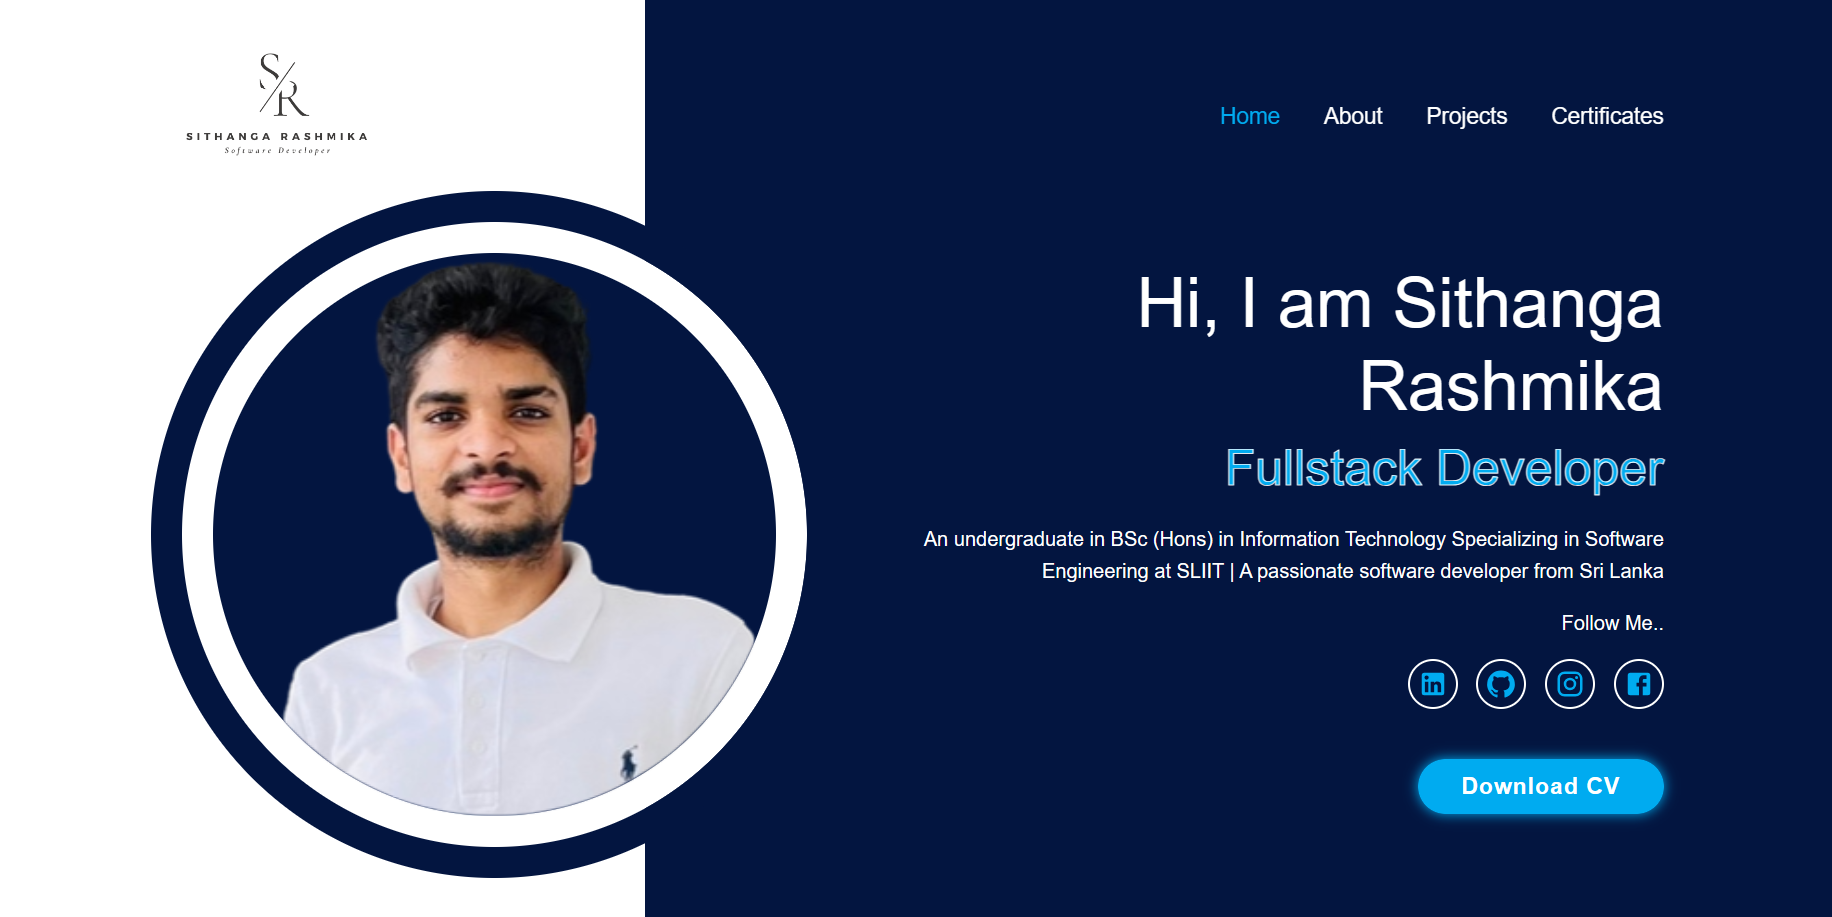 SR
SITHANGA RASHMIKA
Software Developer
Home About Projects Certificates
Hi, I am Sithanga
Rashmika
Fullstack Developer
An undergraduate in BSc (Hons) in Information Technology Specializing in Software
Engineering at SLIIT | A passionate software developer from Sri Lanka
Follow Me..
in
Download CV